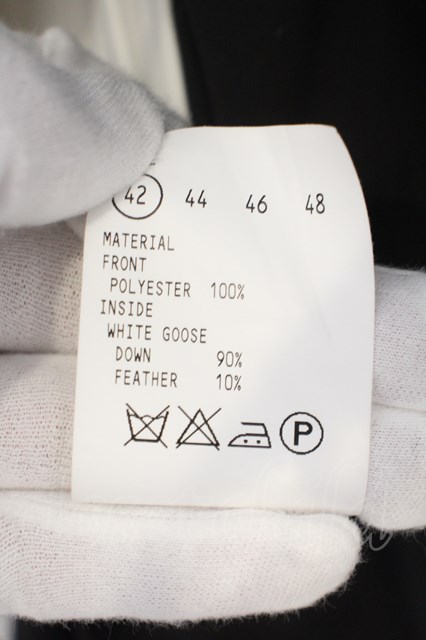 42 44 46 48
MATERIAL
FRONT
POLYESTER 100%
INSIDE
WHITE GOOSE
DOWN 90%
FEATHER 10%
P